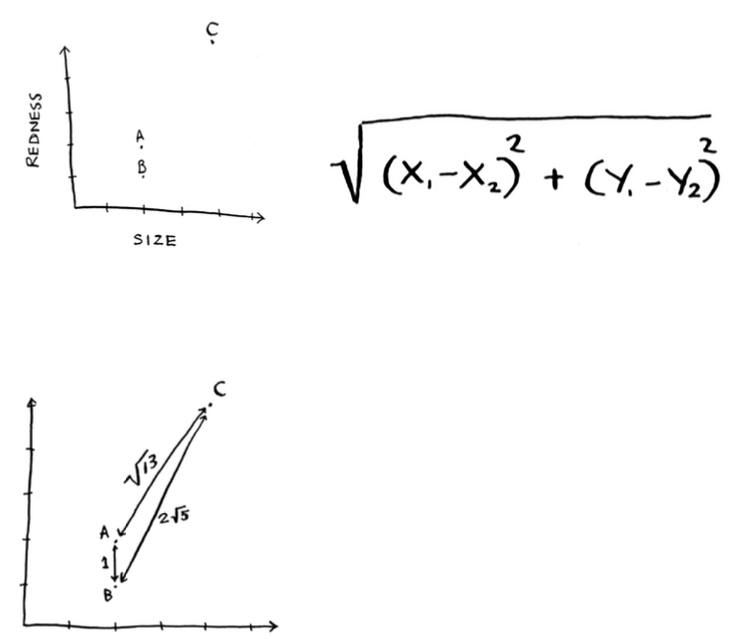 C
REDNESS
A
B
SIZE
√(X₁-X₂)² + (Y₁-Y₂)²
C
√13
2√5
A
1
B